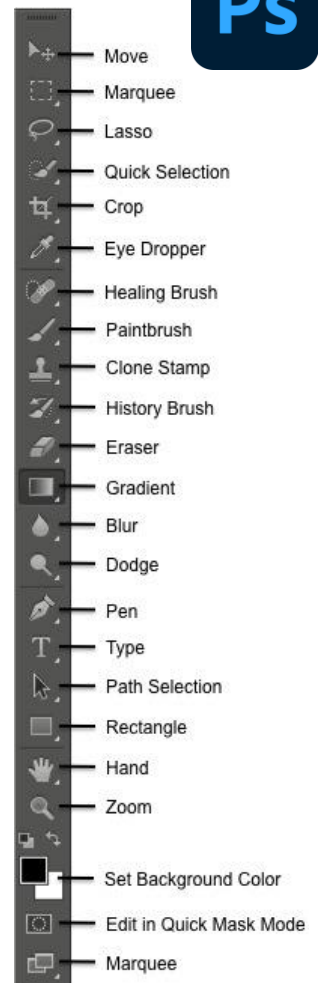 Ps
Move
Marquee
Lasso
Quick Selection
Crop
Eye Dropper
Healing Brush
Paintbrush
Clone Stamp
History Brush
Eraser
Gradient
Blur
Dodge
Pen
T Type
Path Selection
Rectangle
Hand
Zoom
Set Background Color
Edit in Quick Mask Mode
Marquee